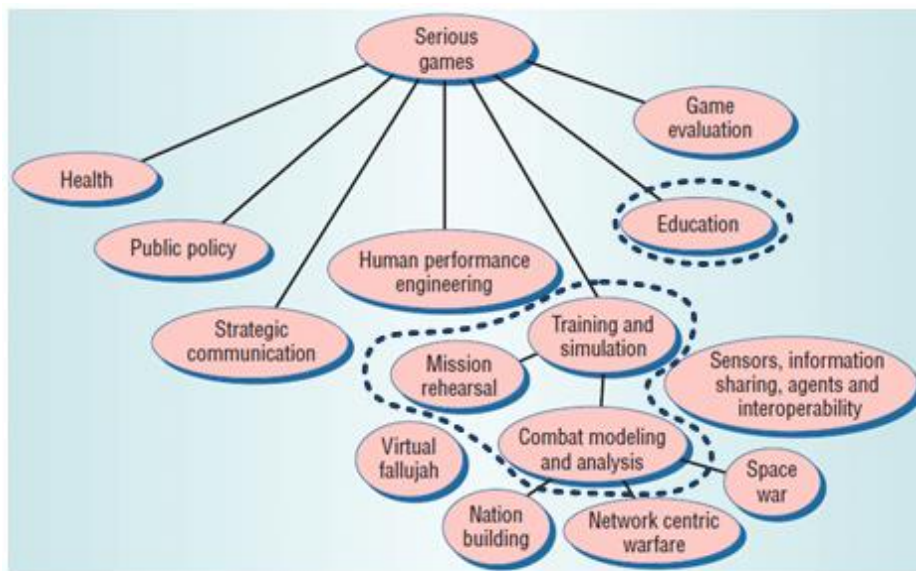 Serious
games
Game
evaluation
Health
Education
Public policy
Human performance
engineering
Strategic
communication
Training and
simulation
Mission
rehearsal
Sensors, information
sharing, agents and
interoperability
Combat modeling
and analysis
Virtual
fallujah
Space
war
Nation
building
Network centric
warfare